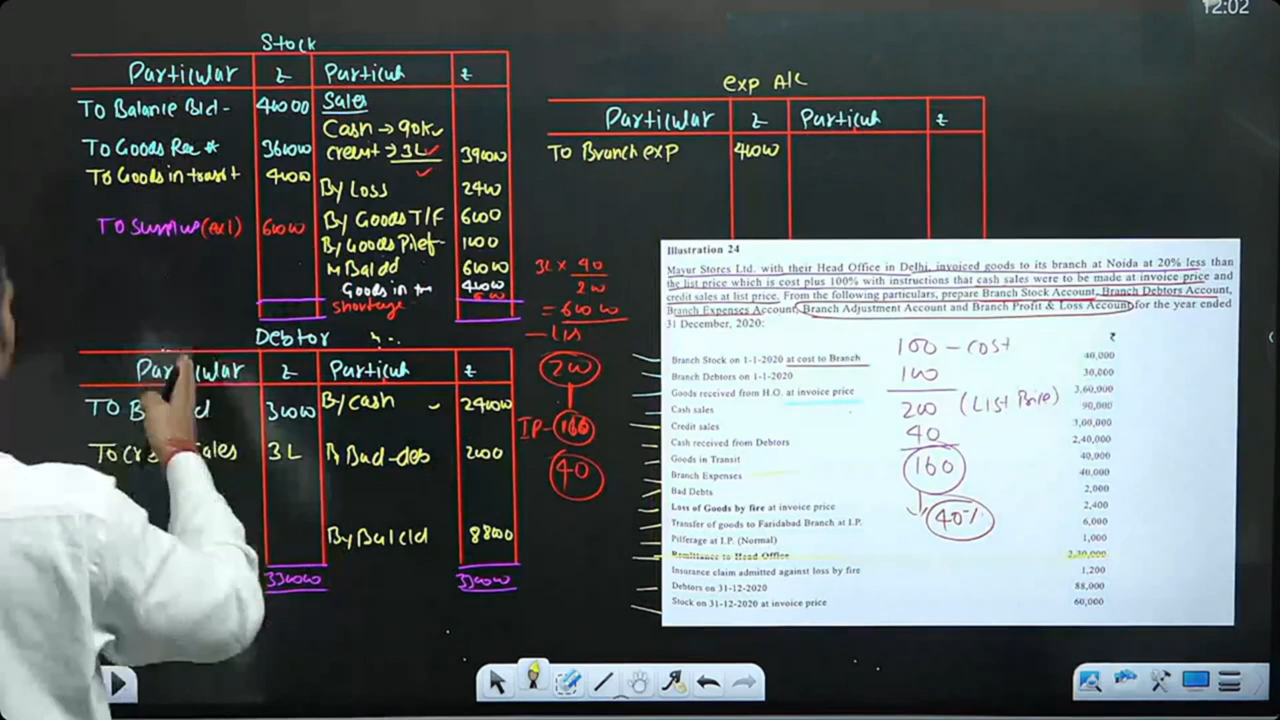 12:02
Stock
Particular ₹ Particular ₹
To Balance Bld - 40000 Sales
Cash → 90K
To Goods Rec 360000 credit → 3L 390000
To Goods in transit 40000
By Loss 2400
To Surplus (ex1) 60000 By Goods T/F 6000
By Goods Pilef- 1000
Bal cld 60000
Goods in tra 40000
shortage
3L × 40/200
= 60000
exp A/c
Particular ₹ Particular ₹
To Branch exp 40000
Debtor
Particular ₹ Particular ₹
30000 By cash 240000
3L Bad-deb 2000
By Bal cld 88000
330000 330000
200
IP- 160
40
Illustration 24
Mayur Stores Ltd. with their Head Office in Delhi, invoiced goods to its branch at Noida at 20% less than
the list price which is cost plus 100% with instructions that cash sales were to be made at invoice price and
credit sales at list price. From the following particulars, prepare Branch Stock Account, Branch Debtors Account,
Branch Expenses Account, Branch Adjustment Account and Branch Profit & Loss Account for the year ended
31 December, 2020:
₹
Branch Stock on 1-1-2020 at cost to Branch 40,000
Branch Debtors on 1-1-2020 30,000
Goods received from H.O. at invoice price 3,60,000
Cash sales 90,000
Credit sales 3,00,000
Cash received from Debtors 2,40,000
Goods in Transit 40,000
Branch Expenses 40,000
Bad Debts 2,000
Loss of Goods by fire at invoice price 2,400
Transfer of goods to Faridabad Branch at I.P. 6,000
Pilferage at I.P. (Normal) 1,000
Remittance to Head Office 2,30,000
Insurance claim admitted against loss by fire 1,200
Debtors on 31-12-2020 88,000
Stock on 31-12-2020 at invoice price 60,000
100 - cost
100
200 (List Price)
40
160
40%